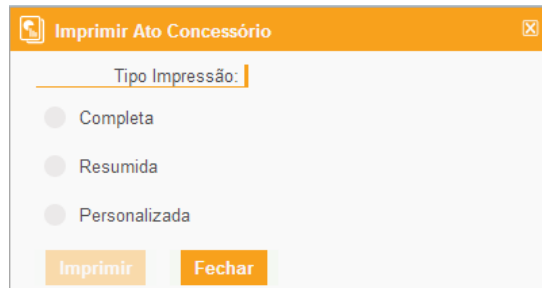 Imprimir Ato Concessório
Tipo Impressão:
Completa
Resumida
Personalizada
Imprimir Fechar